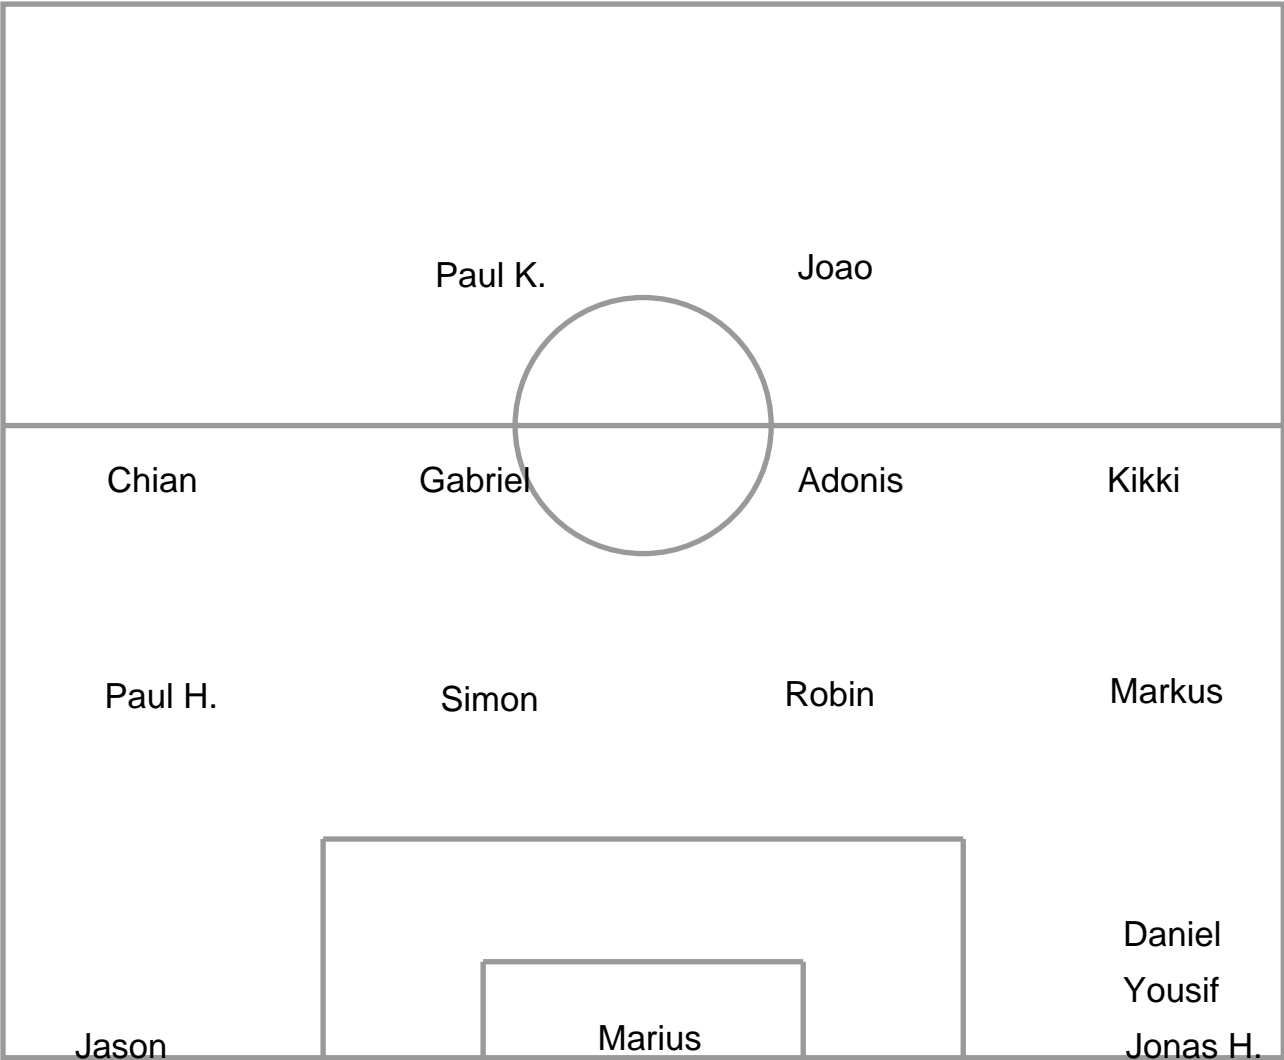 Paul K. Joao
Chian Gabriel Adonis Kikki
Paul H. Simon Robin Markus
Daniel
Yousif
Jason Marius Jonas H.